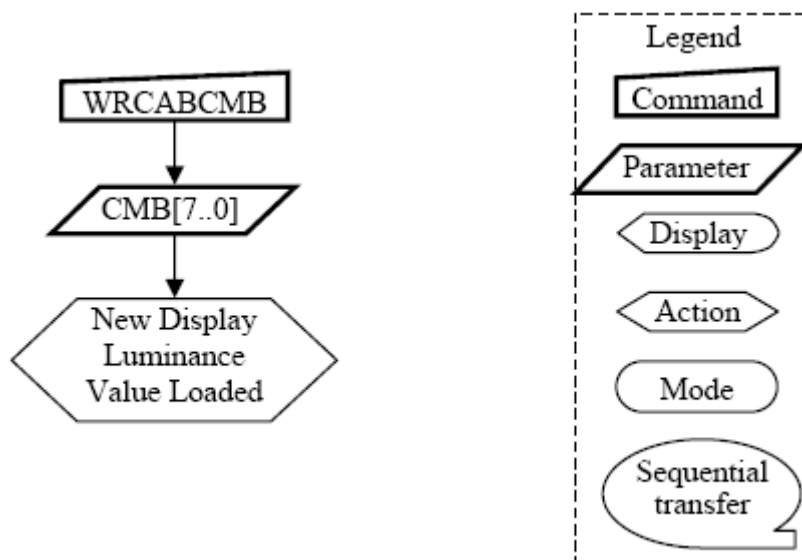 WRCABCMB
CMB[7..0]
New Display
Luminance
Value Loaded
Legend
Command
Parameter
Display
Action
Mode
Sequential
transfer